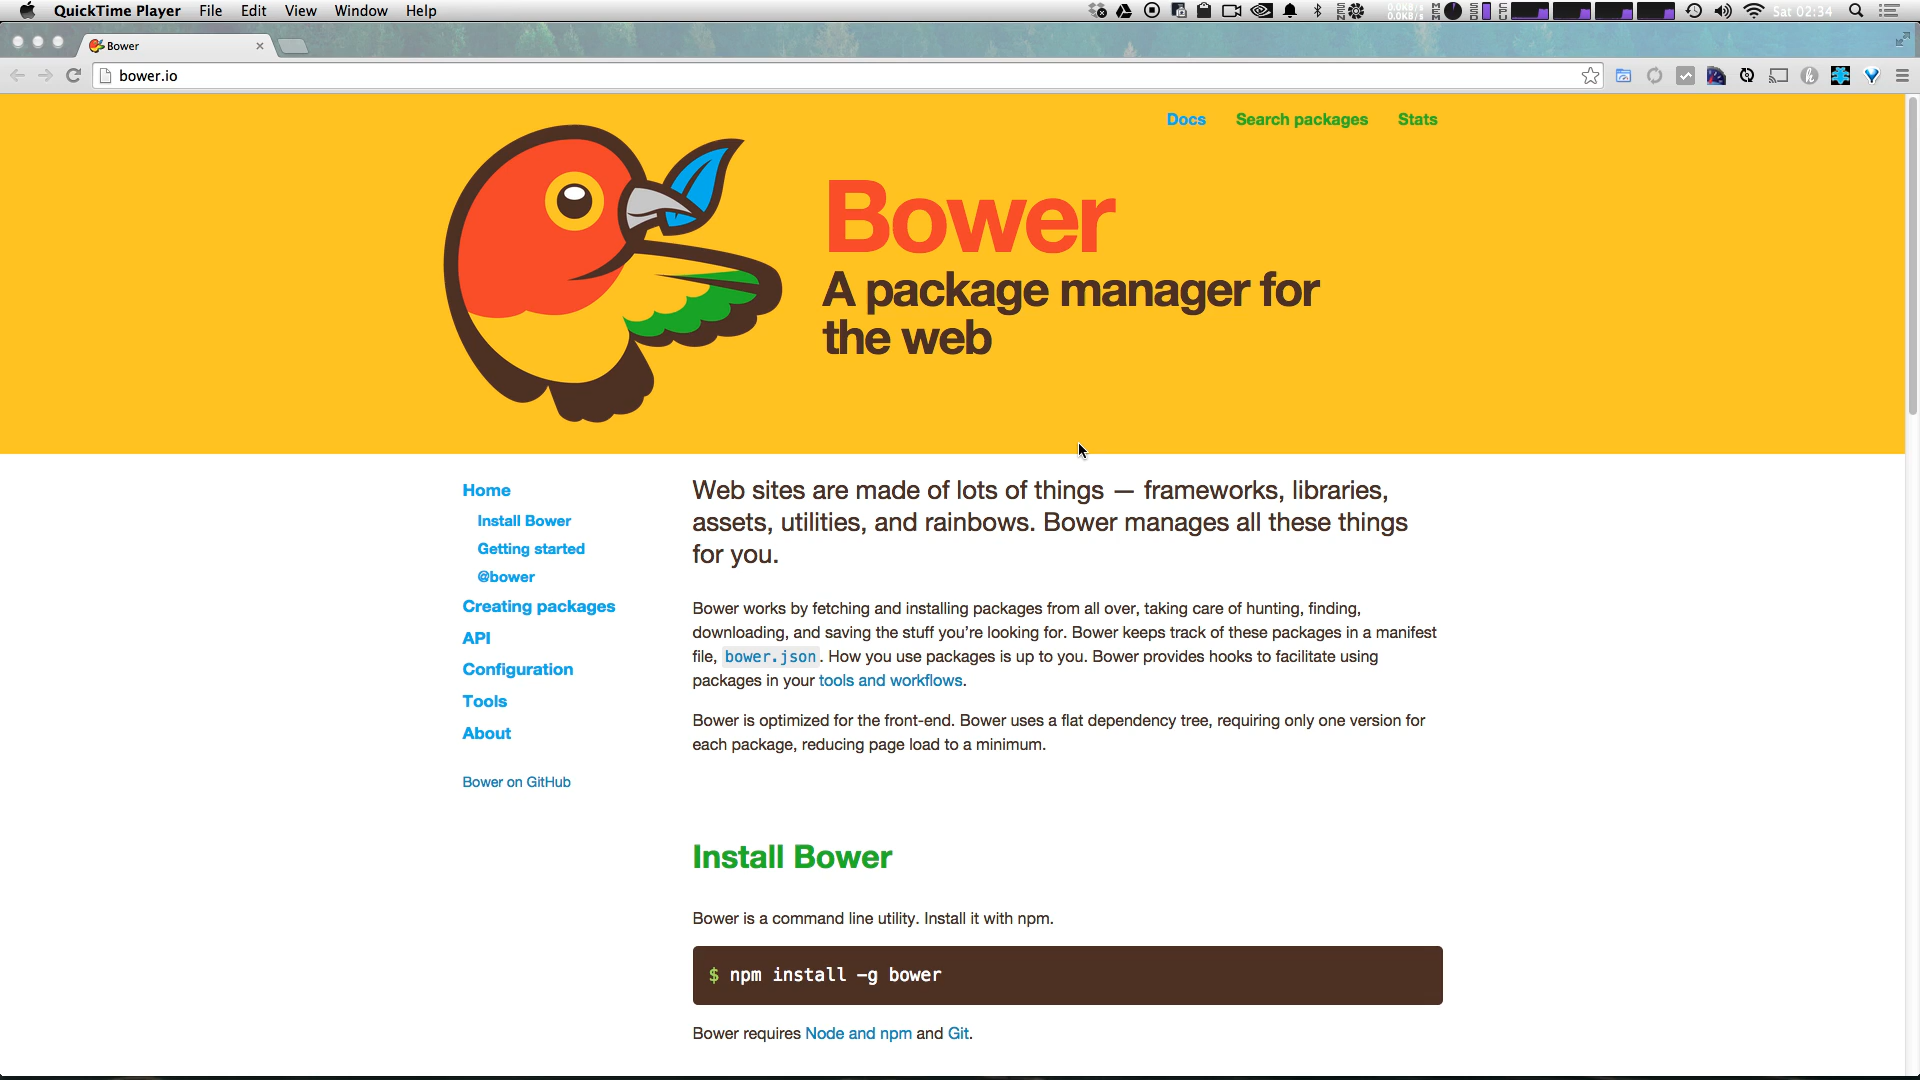 QuickTime Player File Edit View Window Help
Sat 02:34
Bower
bower.io
Docs Search packages Stats
Bower
A package manager for
the web
Home
Install Bower
Getting started
@bower
Creating packages
API
Configuration
Tools
About
Bower on GitHub
Web sites are made of lots of things — frameworks, libraries,
assets, utilities, and rainbows. Bower manages all these things
for you.
Bower works by fetching and installing packages from all over, taking care of hunting, finding,
downloading, and saving the stuff you’re looking for. Bower keeps track of these packages in a manifest
file, bower.json. How you use packages is up to you. Bower provides hooks to facilitate using
packages in your tools and workflows.
Bower is optimized for the front-end. Bower uses a flat dependency tree, requiring only one version for
each package, reducing page load to a minimum.
Install Bower
Bower is a command line utility. Install it with npm.
$ npm install -g bower
Bower requires Node and npm and Git.